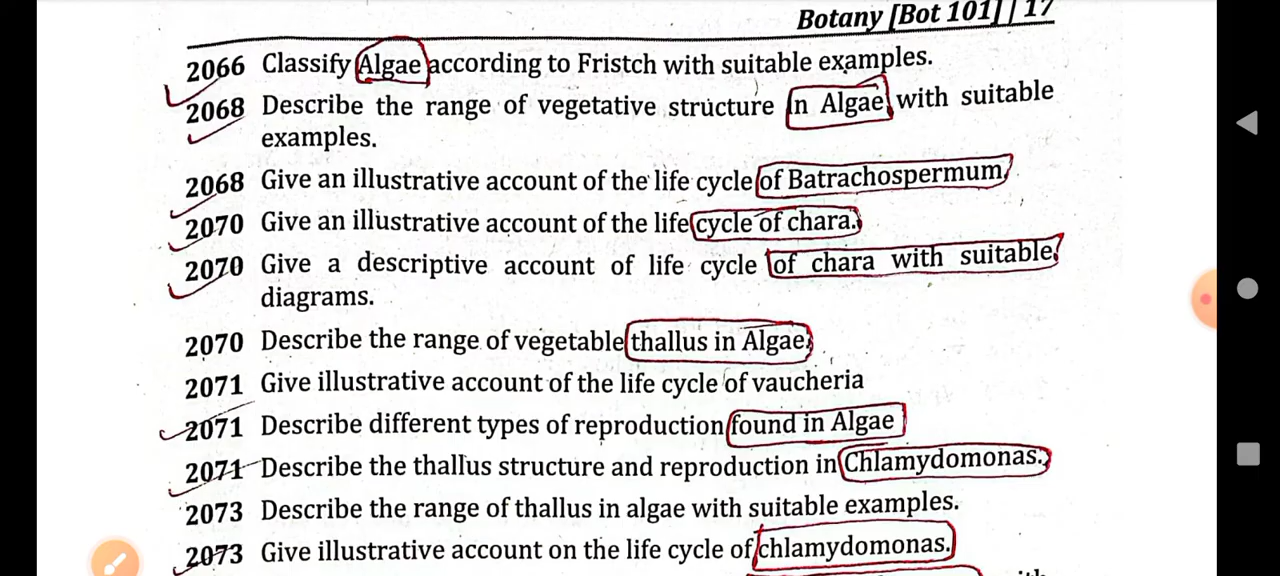 Botany [Bot 101] | 17
2066 Classify Algae according to Fristch with suitable examples.
2068 Describe the range of vegetative structure in Algae with suitable
examples.
2068 Give an illustrative account of the life cycle of Batrachospermum.
2070 Give an illustrative account of the life cycle of chara.
2070 Give a descriptive account of life cycle of chara with suitable
diagrams.
2070 Describe the range of vegetable thallus in Algae.
2071 Give illustrative account of the life cycle of vaucheria
2071 Describe different types of reproduction found in Algae
2071 Describe the thallus structure and reproduction in Chlamydomonas.
2073 Describe the range of thallus in algae with suitable examples.
2073 Give illustrative account on the life cycle of chlamydomonas.